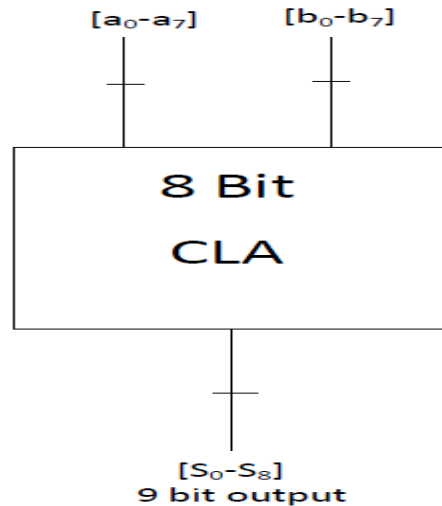 [a₀-a₇] [b₀-b₇]
8 Bit
CLA
[S₀-S₈]
9 bit output